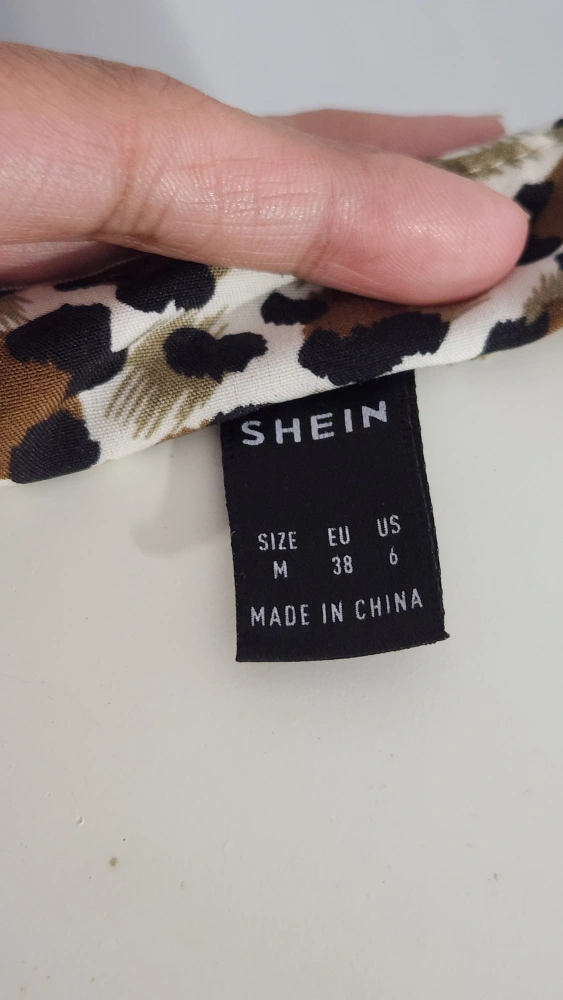 SHEIN
SIZE EU US
M 38 6
MADE IN CHINA